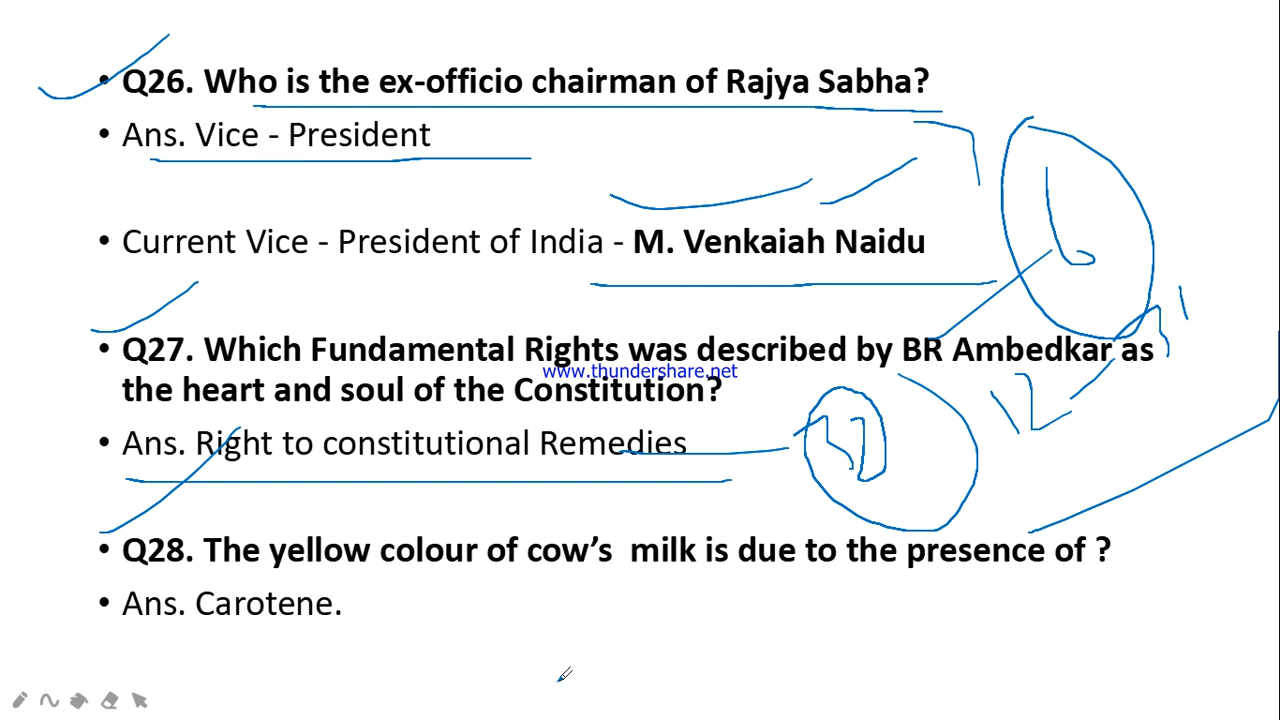 • Q26. Who is the ex-officio chairman of Rajya Sabha?
• Ans. Vice - President
• Current Vice - President of India - M. Venkaiah Naidu
• Q27. Which Fundamental Rights was described by BR Ambedkar as
www.thundershare.net
the heart and soul of the Constitution?
• Ans. Right to constitutional Remedies
• Q28. The yellow colour of cow’s  milk is due to the presence of ?
• Ans. Carotene.